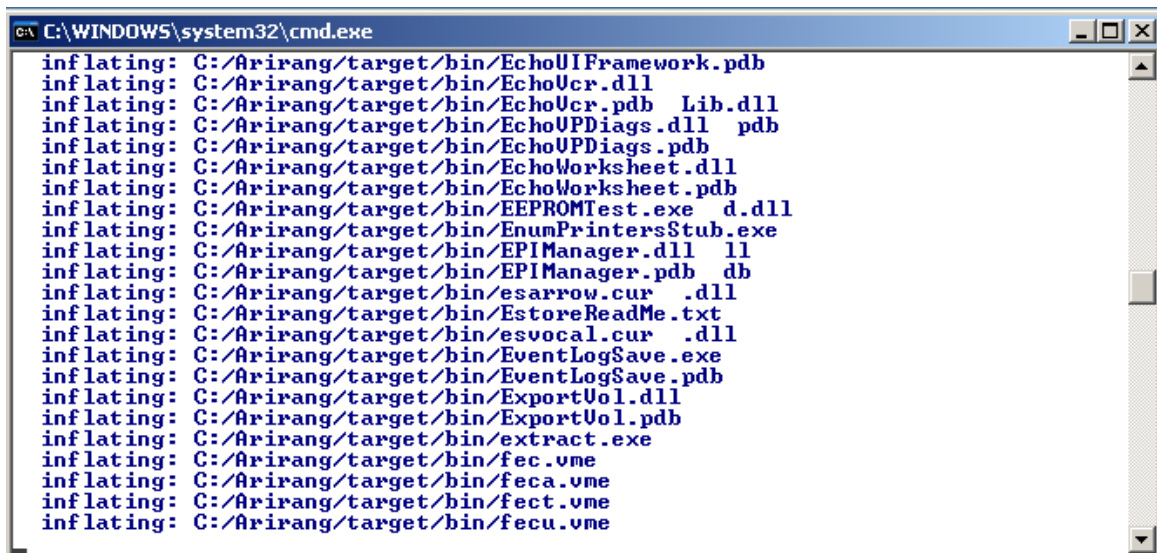 C:\WINDOWS\system32\cmd.exe
inflating: C:/Arirang/target/bin/EchoUIFramework.pdb
inflating: C:/Arirang/target/bin/EchoVcr.dll
inflating: C:/Arirang/target/bin/EchoVcr.pdb  Lib.dll
inflating: C:/Arirang/target/bin/EchoVPDiags.dll  pdb
inflating: C:/Arirang/target/bin/EchoVPDiags.pdb
inflating: C:/Arirang/target/bin/EchoWorksheet.dll
inflating: C:/Arirang/target/bin/EchoWorksheet.pdb
inflating: C:/Arirang/target/bin/EEPROMTest.exe  d.dll
inflating: C:/Arirang/target/bin/EnumPrintersStub.exe
inflating: C:/Arirang/target/bin/EPIManager.dll  ll
inflating: C:/Arirang/target/bin/EPIManager.pdb  db
inflating: C:/Arirang/target/bin/esarrow.cur  .dll
inflating: C:/Arirang/target/bin/EstoreReadMe.txt
inflating: C:/Arirang/target/bin/esvocal.cur  .dll
inflating: C:/Arirang/target/bin/EventLogSave.exe
inflating: C:/Arirang/target/bin/EventLogSave.pdb
inflating: C:/Arirang/target/bin/ExportVol.dll
inflating: C:/Arirang/target/bin/ExportVol.pdb
inflating: C:/Arirang/target/bin/extract.exe
inflating: C:/Arirang/target/bin/fec.vme
inflating: C:/Arirang/target/bin/feca.vme
inflating: C:/Arirang/target/bin/fect.vme
inflating: C:/Arirang/target/bin/fecu.vme